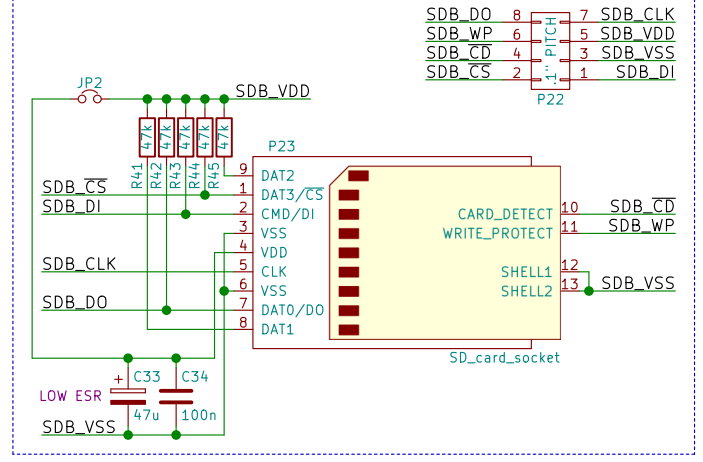 SDB_DO 8 7 SDB_CLK
SDB_WP 6 5 SDB_VDD
SDB_CD 4 3 SDB_VSS
SDB_CS 2 1 SDB_DI
.1" PITCH
P22
JP2
SDB_VDD
47k 47k 47k 47k 47k
R41 R42 R43 R44 R45
P23
9 DAT2
SDB_CS 1 DAT3/CS
SDB_DI 2 CMD/DI CARD_DETECT 10 SDB_CD
3 VSS WRITE_PROTECT 11 SDB_WP
4 VDD
SDB_CLK 5 CLK SHELL1 12
6 VSS SHELL2 13 SDB_VSS
SDB_DO 7 DAT0/DO
8 DAT1
SD_card_socket
+ C33 C34
LOW ESR
47u 100n
SDB_VSS